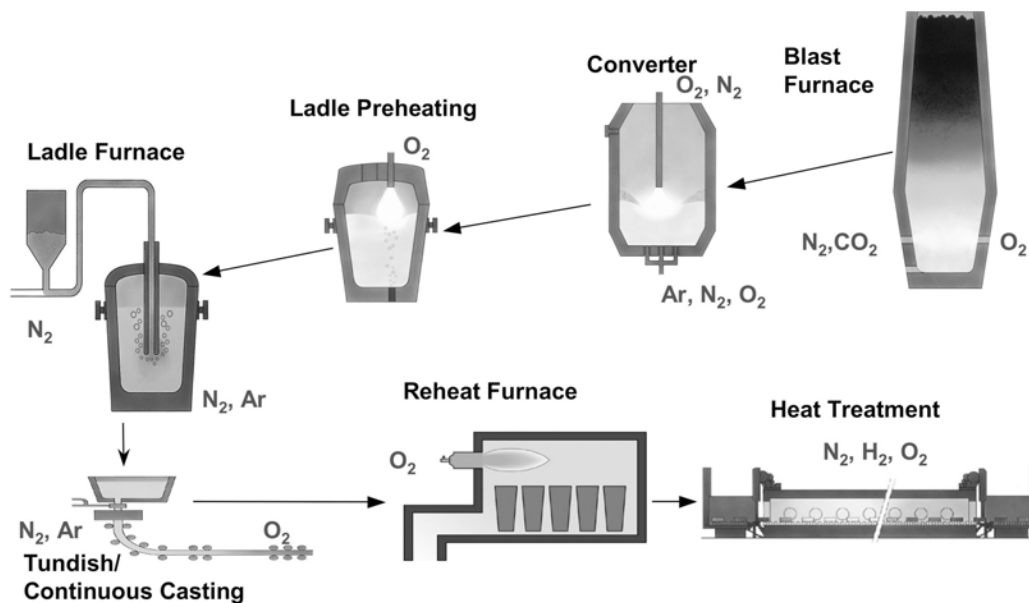 Blast
Furnace
Converter
O₂, N₂
Ladle Preheating
O₂
Ladle Furnace
N₂,CO₂
O₂
Ar, N₂, O₂
N₂
N₂, Ar
Reheat Furnace
O₂
Heat Treatment
N₂, H₂, O₂
N₂, Ar
O₂
Tundish/
Continuous Casting